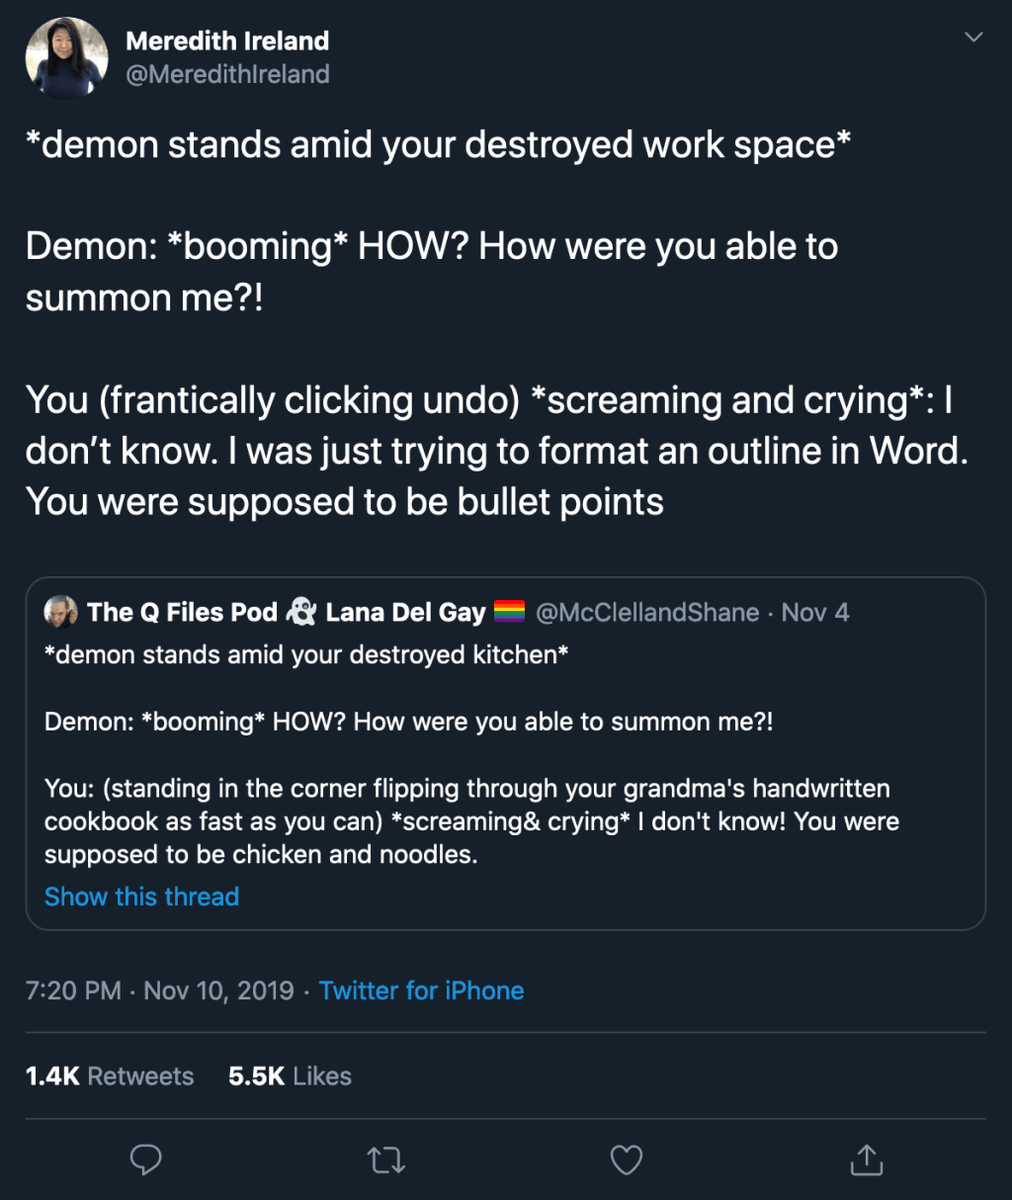 Meredith Ireland
@MeredithIreland
*demon stands amid your destroyed work space*
Demon: *booming* HOW? How were you able to
summon me?!
You (frantically clicking undo) *screaming and crying*: I
don’t know. I was just trying to format an outline in Word.
You were supposed to be bullet points
The Q Files Pod 👻 Lana Del Gay 🏳️‍🌈 @McClellandShane · Nov 4
*demon stands amid your destroyed kitchen*
Demon: *booming* HOW? How were you able to summon me?!
You: (standing in the corner flipping through your grandma's handwritten
cookbook as fast as you can) *screaming& crying* I don't know! You were
supposed to be chicken and noodles.
Show this thread
7:20 PM · Nov 10, 2019 · Twitter for iPhone
1.4K Retweets 5.5K Likes